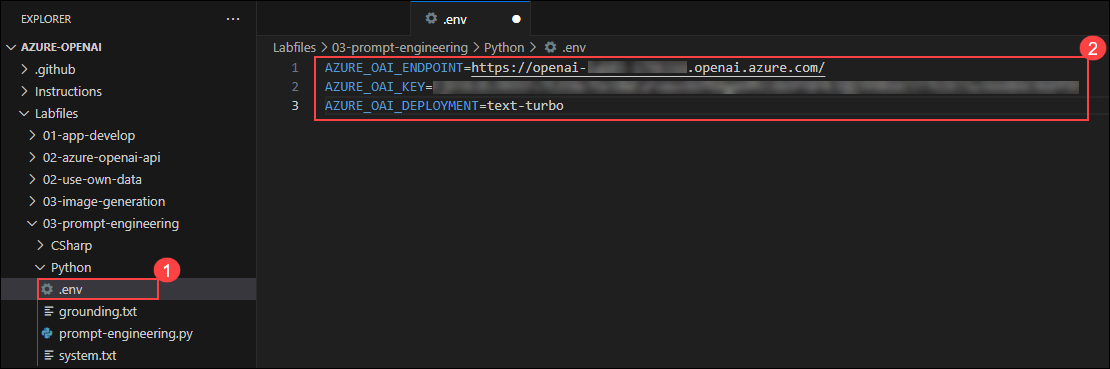 EXPLORER
AZURE-OPENAI
.github
Instructions
Labfiles
01-app-develop
02-azure-openai-api
02-use-own-data
03-image-generation
03-prompt-engineering
CSharp
Python
1
.env
grounding.txt
prompt-engineering.py
system.txt
.env
Labfiles > 03-prompt-engineering > Python > .env
2
1 AZURE_OAI_ENDPOINT=https://openai- .openai.azure.com/
2 AZURE_OAI_KEY=
3 AZURE_OAI_DEPLOYMENT=text-turbo